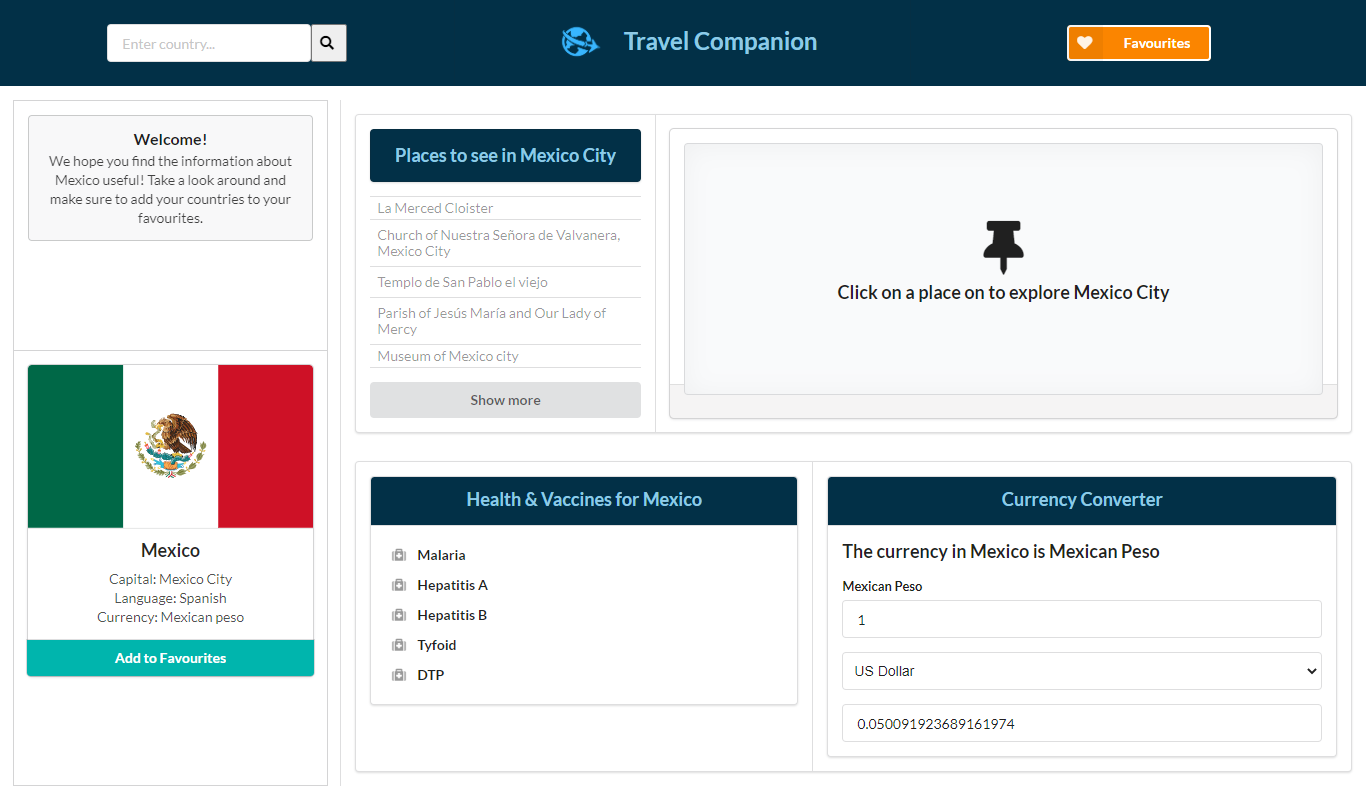 Enter country...
Travel Companion
Favourites
Welcome!
We hope you find the information about
Mexico useful! Take a look around and
make sure to add your countries to your
favourites.
Mexico
Capital: Mexico City
Language: Spanish
Currency: Mexican peso
Add to Favourites
Places to see in Mexico City
La Merced Cloister
Church of Nuestra Señora de Valvanera,
Mexico City
Templo de San Pablo el viejo
Parish of Jesús María and Our Lady of
Mercy
Museum of Mexico city
Show more
Click on a place on to explore Mexico City
Health & Vaccines for Mexico
Malaria
Hepatitis A
Hepatitis B
Tyfoid
DTP
Currency Converter
The currency in Mexico is Mexican Peso
Mexican Peso
1
US Dollar
0.050091923689161974